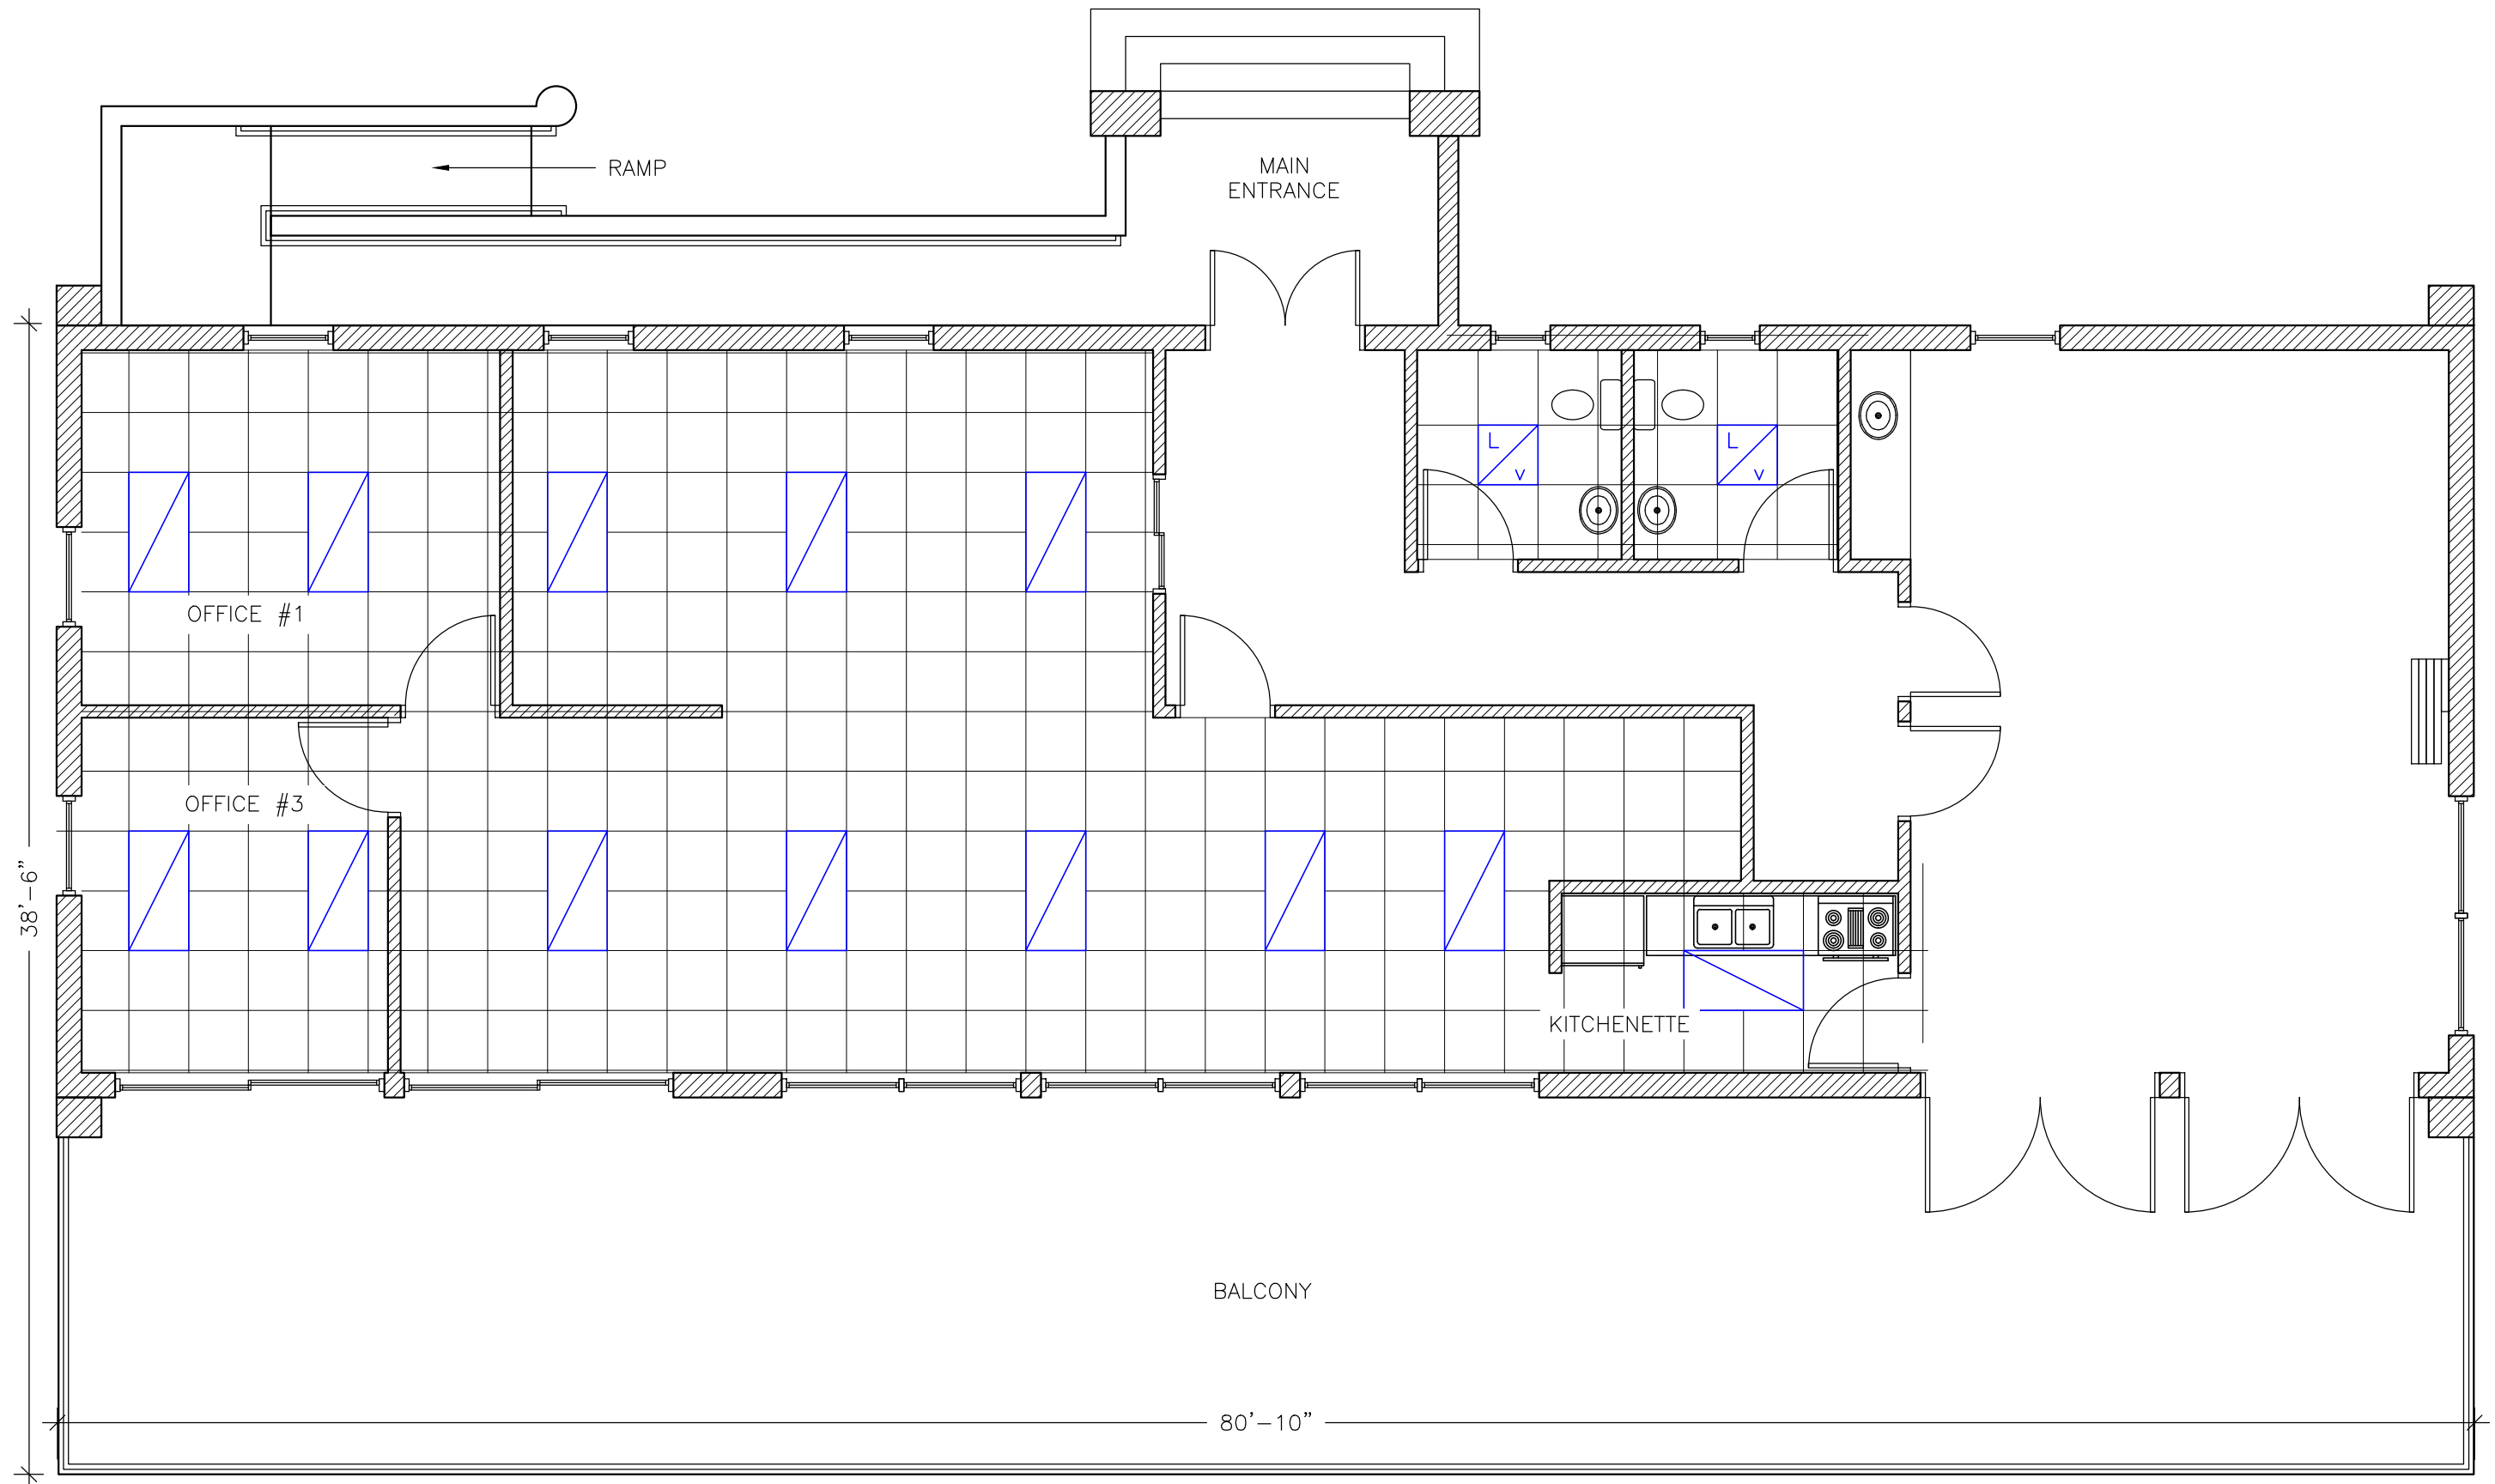 RAMP
MAIN
ENTRANCE
L
V
L
V
OFFICE #1
OFFICE #3
38'-6"
KITCHENETTE
BALCONY
80'-10"